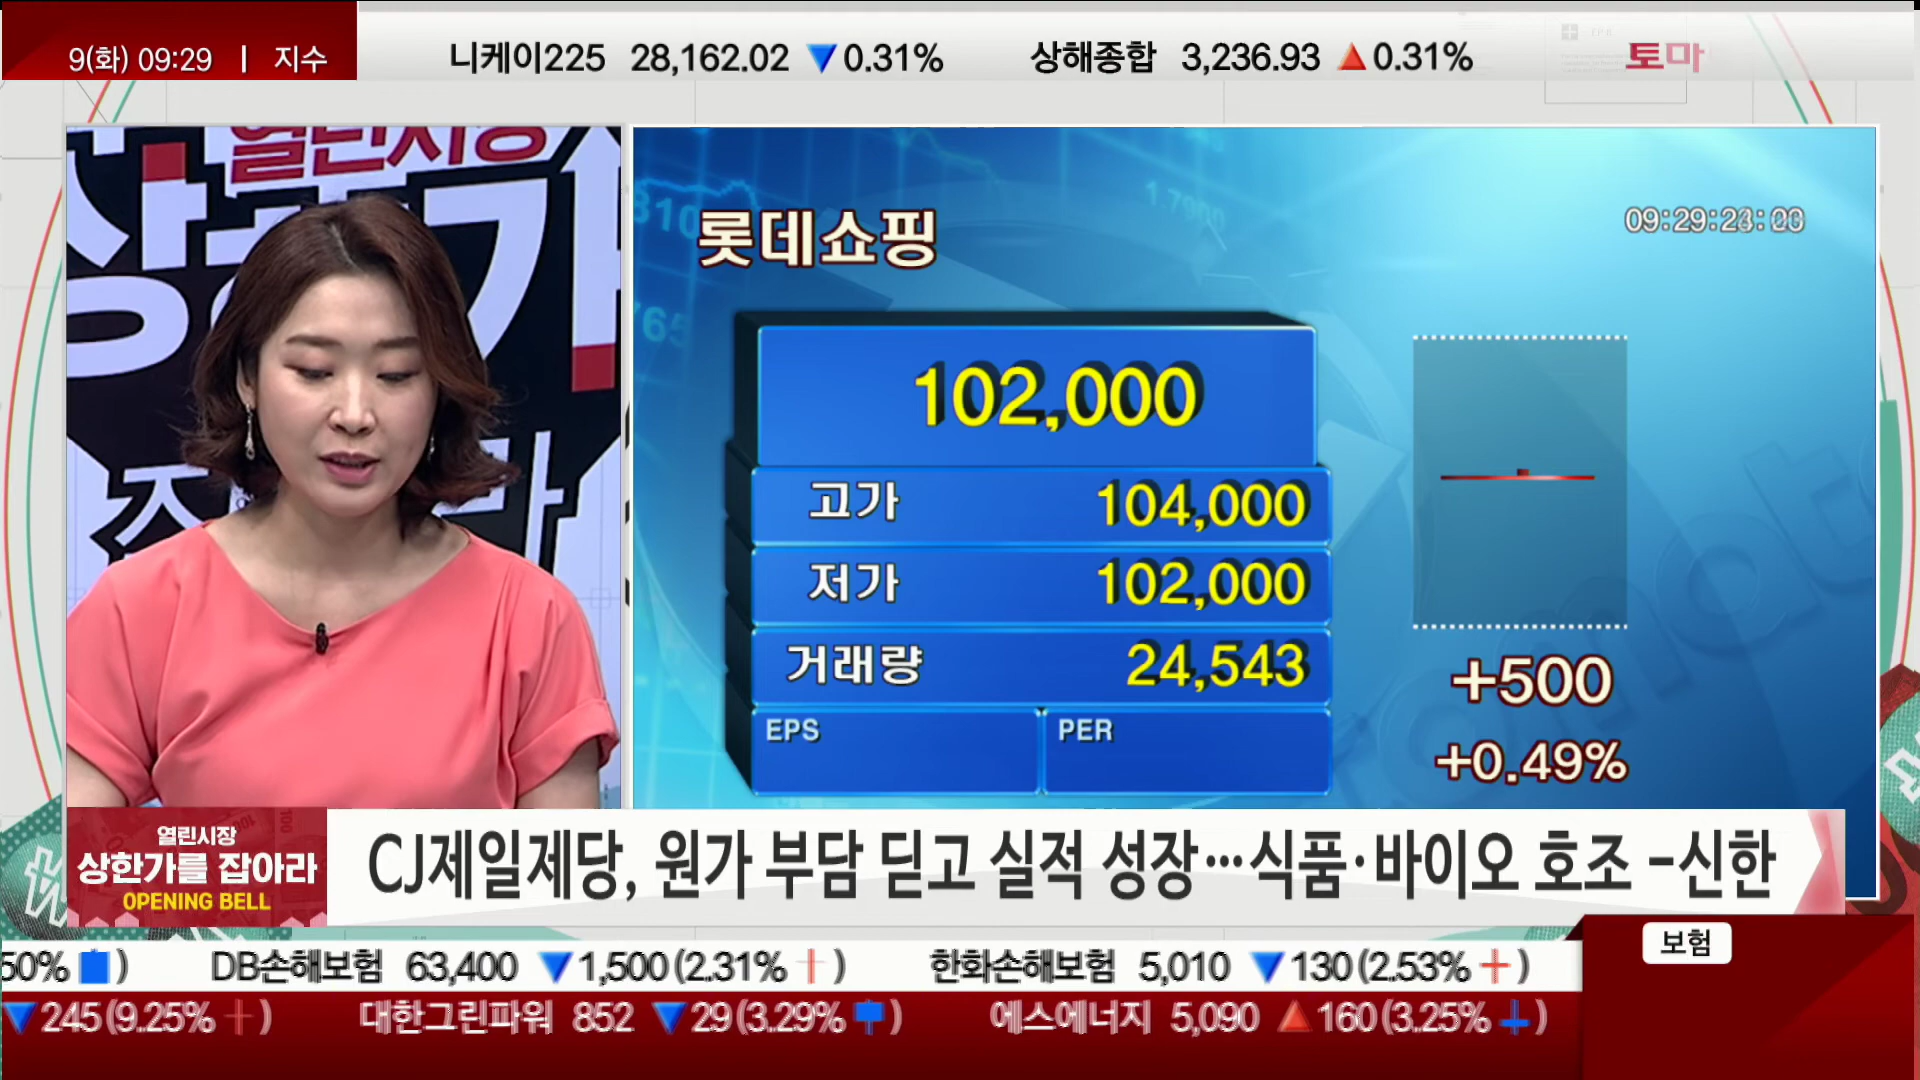 9(화) 09:29 | 지수
니케이225 28,162.02 ▼0.31% 상해종합 3,236.93 ▲0.31%
토마
열린시장
롯데쇼핑
09:29:23:00
102,000
고가 104,000
저가 102,000
거래량 24,543
EPS PER
+500
+0.49%
열린시장
상한가를 잡아라
OPENING BELL
CJ제일제당, 원가 부담 딛고 실적 성장…식품·바이오 호조 -신한
보험
50% ) DB손해보험 63,400 ▼1,500(2.31% ) 한화손해보험 5,010 ▼130(2.53% )
▼245(9.25% ) 대한그린파워 852 ▼29(3.29% ) 에스에너지 5,090 ▲160(3.25% )